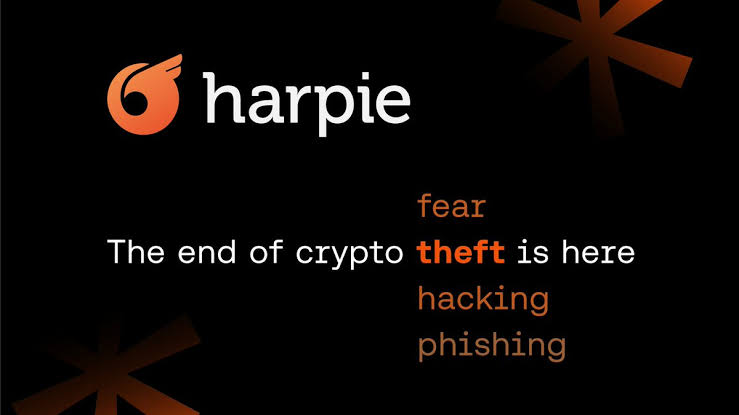 harpie
fear
The end of crypto theft is here
hacking
phishing